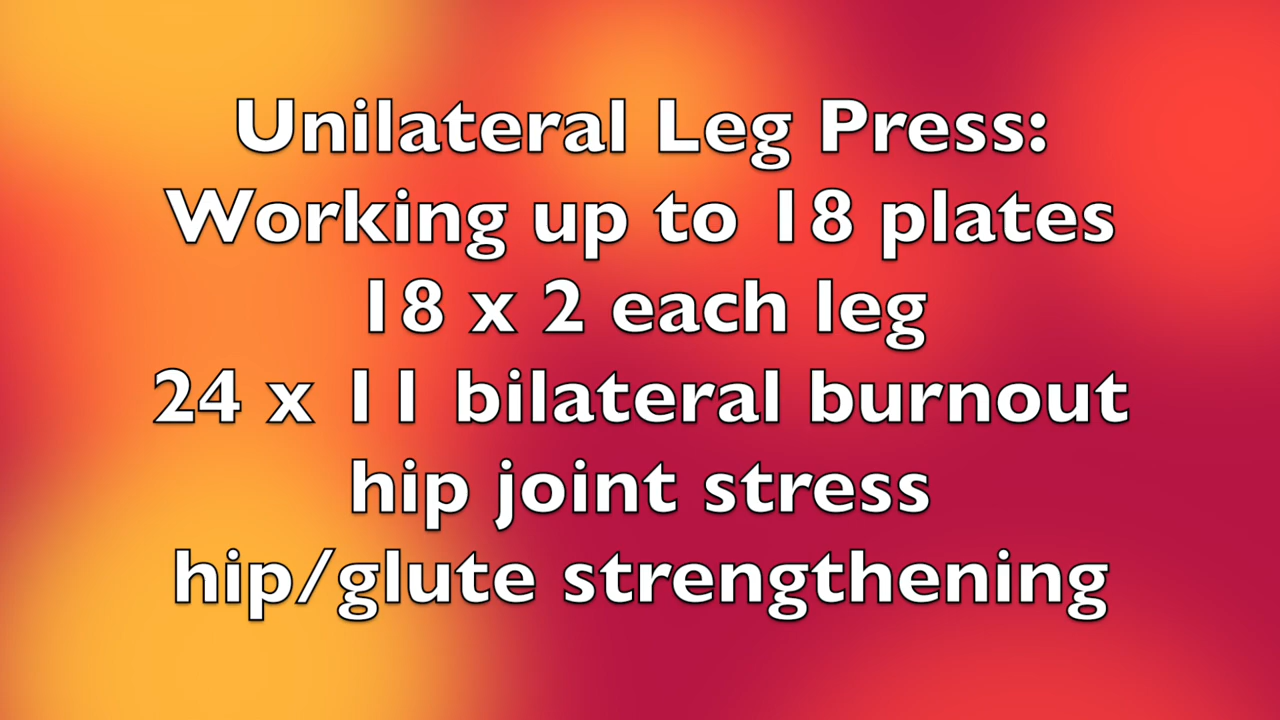 Unilateral Leg Press:
Working up to 18 plates
18 x 2 each leg
24 x 11 bilateral burnout
hip joint stress
hip/glute strengthening